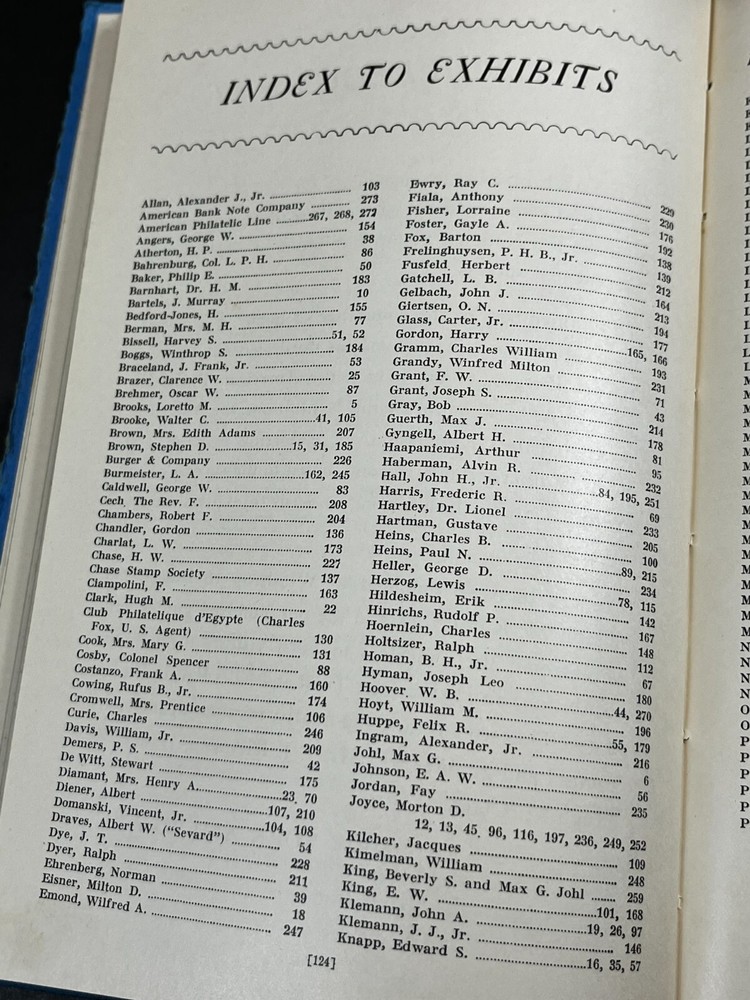 INDEX TO EXHIBITS
Allan, Alexander J., Jr. 103
American Bank Note Company 273
American Philatelic Line 267, 268, 272
Angers, George W. 154
Atherton, H. P. 38
Bahrenburg, Col. L. P. H. 86
Baker, Philip E. 50
Barnhart, Dr. H. M. 183
Bartels, J. Murray 10
Bedford-Jones, H. 155
Berman, Mrs. M. H. 77
Bissell, Harvey S. 51, 52
Boggs, Winthrop S. 184
Braceland, J. Frank, Jr. 53
Brazer, Clarence W. 25
Brehmer, Oscar W. 87
Brooks, Loretto M. 5
Brooke, Walter C. 41, 105
Brown, Mrs. Edith Adams 207
Brown, Stephen D. 15, 31, 185
Burger & Company 226
Burmeister, L. A. 162, 245
Caldwell, George W. 83
Cech The Rev. F. 208
Chambers, Robert F. 204
Chandler, Gordon 136
Charlat, L. W. 173
Chase, H. W. 227
Chase Stamp Society 137
Ciampolini, F. 163
Clark, Hugh M. 22
Club Philatelique d'Egypte (Charles
Fox, U. S. Agent) 130
Cook, Mrs. Mary G. 131
Cosby, Colonel Spencer 88
Costanzo, Frank A. 160
Cowing, Rufus B., Jr. 174
Cromwell, Mrs. Prentice 106
Curie, Charles 246
Davis, William, Jr. 209
Demers, P. S. 42
De Witt, Stewart 175
Diamant, Mrs. Henry A. 23, 70
Diener, Albert 107, 210
Domanski, Vincent, Jr. 104, 108
Draves, Albert W. ("Sevard") 54
Dye, J. T. 228
Dyer, Ralph 211
Ehrenberg, Norman 39
Eisner, Milton D. 18
Emond, Wilfred A. 247
Ewry, Ray C. 229
Fiala, Anthony 230
Fisher, Lorraine 176
Foster, Gayle A. 192
Fox, Barton 138
Frelinghuysen, P. H. B., Jr. 139
Fusfeld, Herbert 212
Gatchell, L. B. 164
Gelbach, John J. 213
Giertsen, O. N. 194
Glass, Carter, Jr. 177
Gordon, Harry 165, 166
Gramm, Charles William 193
Grandy, Winfred Milton 231
Grant, F. W. 71
Grant, Joseph S. 43
Gray, Bob 214
Guerth, Max J. 178
Gyngell, Albert H. 81
Haapaniemi, Arthur 95
Haberman, Alvin R. 232
Hall, John H., Jr. 84, 195, 251
Harris, Frederic R. 69
Hartley, Dr. Lionel 233
Hartman, Gustave 205
Heins, Charles B. 100
Heins, Paul N. 89, 215
Heller, George D. 234
Herzog, Lewis 78, 115
Hildesheim, Erik 142
Hinrichs, Rudolf P. 167
Hoernlein, Charles 148
Holtsizer, Ralph 112
Homan, B. H., Jr. 67
Hyman, Joseph Leo 180
Hoover W. B. 44, 270
Hoyt, William M. 196
Huppe, Felix R. 55, 179
Ingram, Alexander, Jr. 216
Johl, Max G. 6
Johnson, E. A. W. 56
Jordan, Fay 235
Joyce, Morton D.
12, 13, 45, 96, 116, 197, 236, 249, 252
Kilcher, Jacques 109
Kimelman, William 248
King, Beverly S. and Max G. Johl 259
King, E. W. 101, 168
Klemann, John A. 19, 26, 97
Klemann, J. J., Jr. 146
Knapp, Edward S. 16, 35, 57
[124]